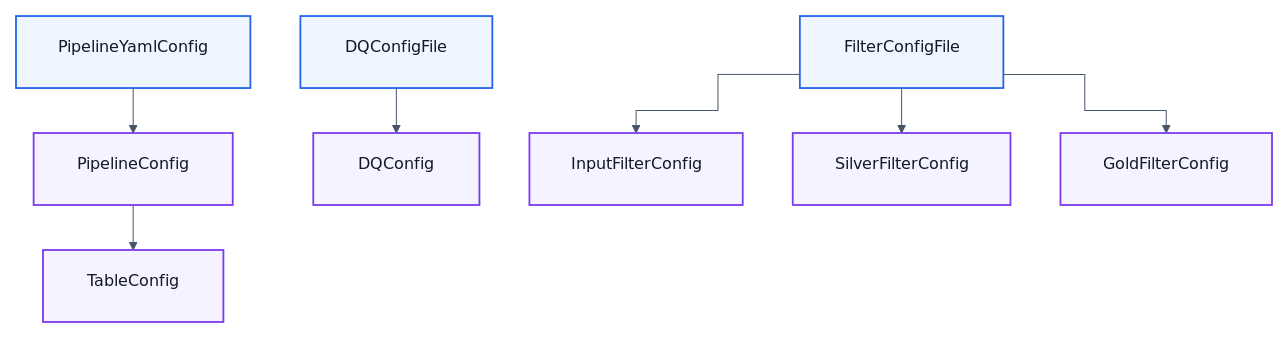 PipelineYamlConfig
DQConfigFile
FilterConfigFile
PipelineConfig
DQConfig
InputFilterConfig
SilverFilterConfig
GoldFilterConfig
TableConfig